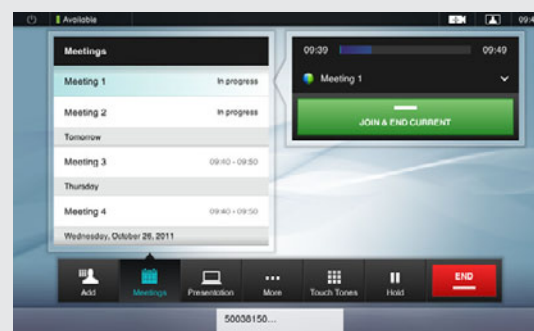 Available
09:4
Meetings
Meeting 1 In progress
Meeting 2 In progress
Tomorrow
Meeting 3 09:40 - 09:50
Thursday
Meeting 4 09:40 - 09:50
Wednesday, October 26, 2011
09:39 09:49
Meeting 1
JOIN & END CURRENT
Add
Meetings
Presentation
More
Touch Tones
Hold
END
50038150...